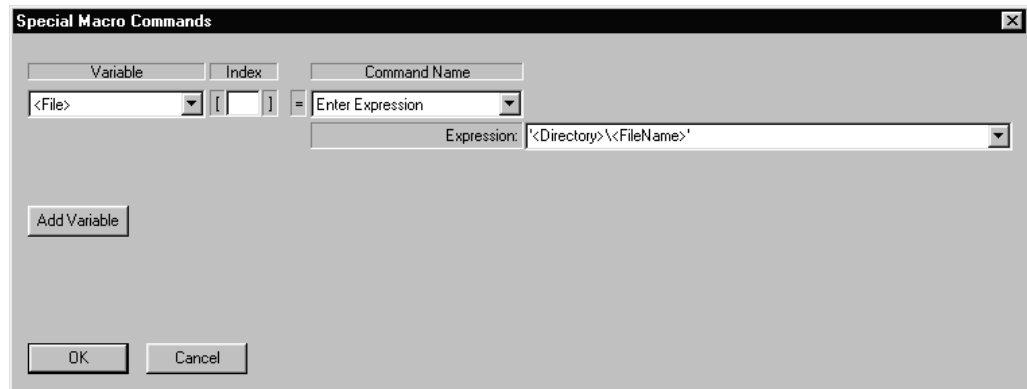 Special Macro Commands
Variable Index Command Name
<File> [ ] = Enter Expression
Expression: '<Directory>\<FileName>'
Add Variable
OK Cancel